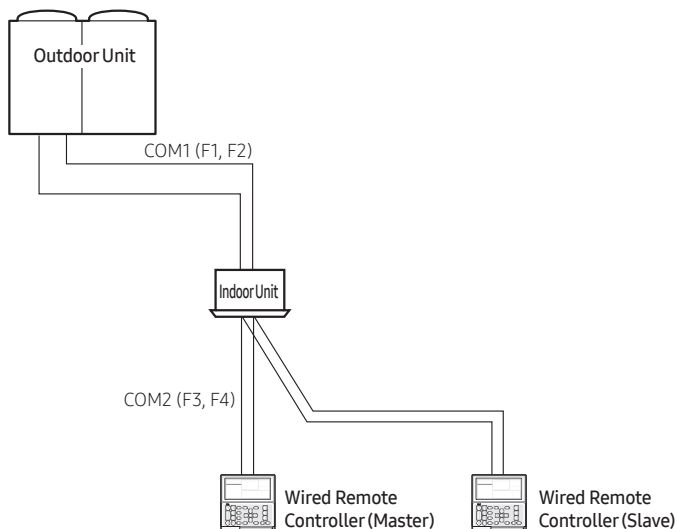 Outdoor Unit
COM1 (F1, F2)
Indoor Unit
COM2 (F3, F4)
Wired Remote
Controller (Master)
Wired Remote
Controller (Slave)